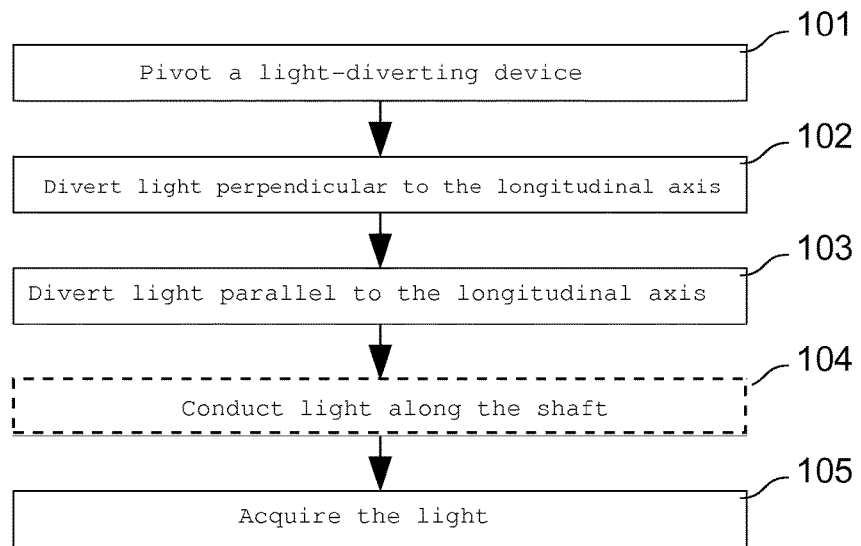 101
Pivot a light-diverting device
102
Divert light perpendicular to the longitudinal axis
103
Divert light parallel to the longitudinal axis
104
Conduct light along the shaft
105
Acquire the light